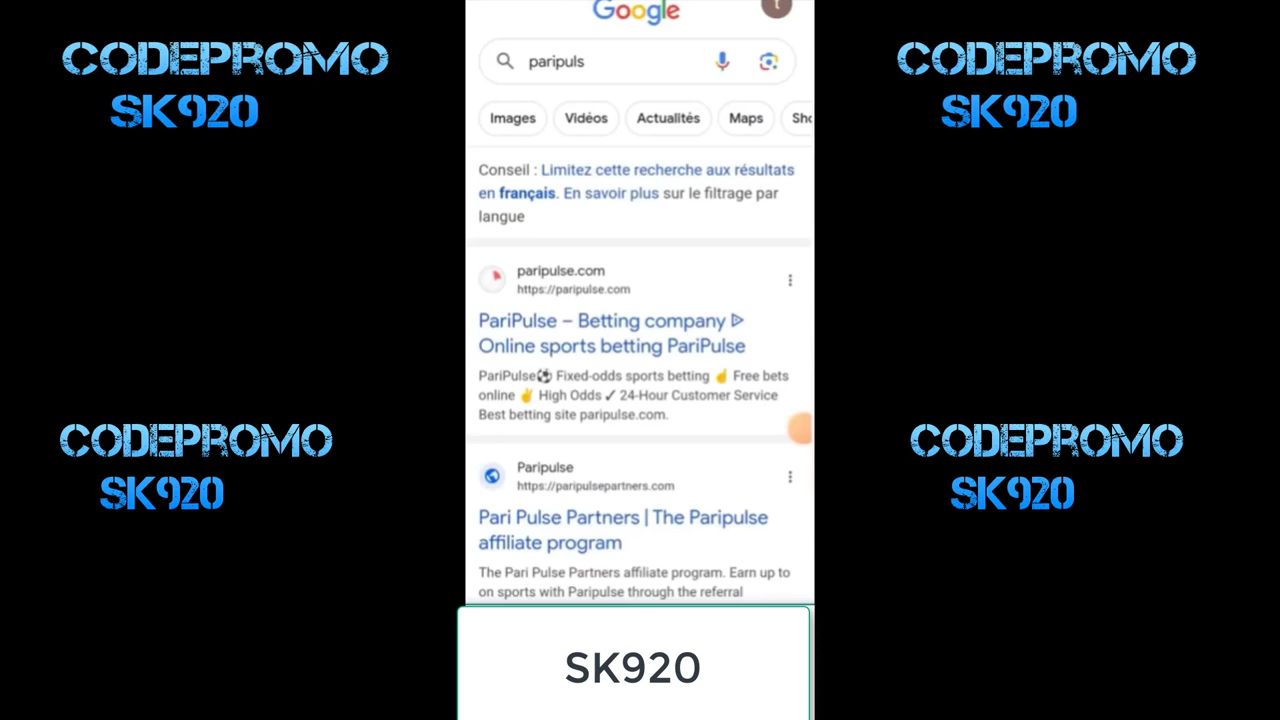 CODEPROMO
SK920
CODEPROMO
SK920
Google
t
paripuls
Images
Vidéos
Actualités
Maps
Sho
Conseil : Limitez cette recherche aux résultats
en français. En savoir plus sur le filtrage par
langue
paripulse.com
https://paripulse.com
PariPulse – Betting company ᐉ
Online sports betting PariPulse
PariPulse⚽ Fixed-odds sports betting ☝ Free bets
online ✌ High Odds ✓ 24-Hour Customer Service
Best betting site paripulse.com.
CODEPROMO
SK920
CODEPROMO
SK920
Paripulse
https://paripulsepartners.com
Pari Pulse Partners | The Paripulse
affiliate program
The Pari Pulse Partners affiliate program. Earn up to
on sports with Paripulse through the referral
SK920